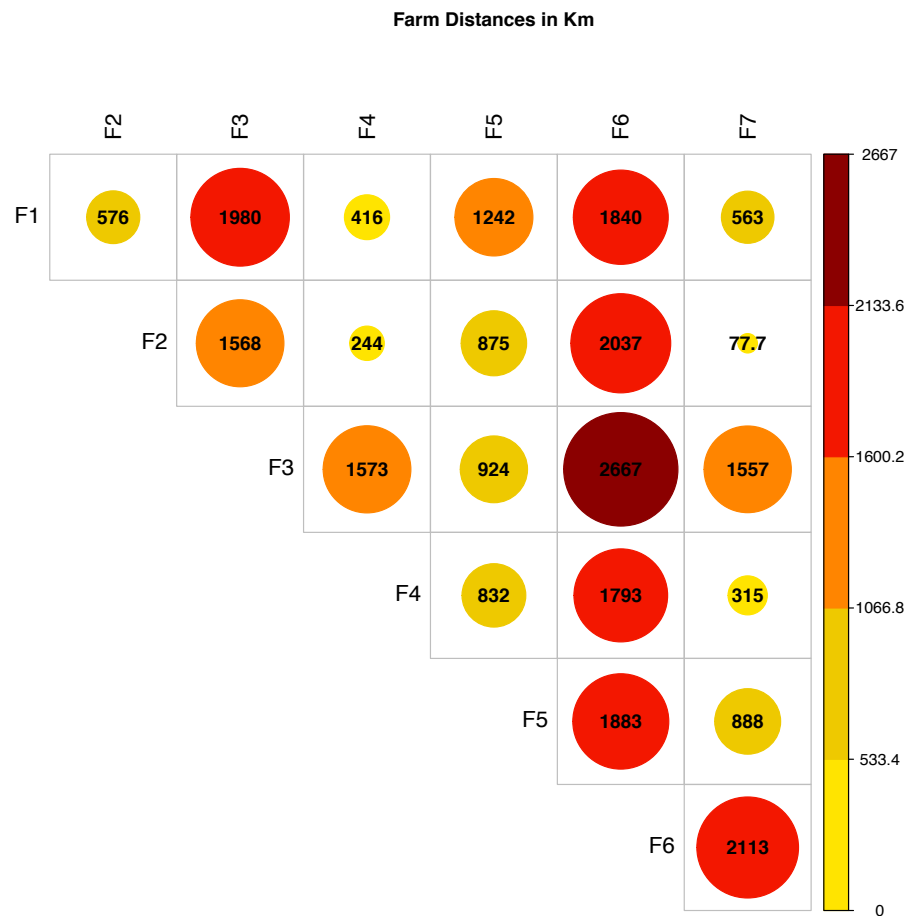 Farm Distances in Km
F2 F3 F4 F5 F6 F7
F1 576 1980 416 1242 1840 563
F2 1568 244 875 2037 77.7
F3 1573 924 2667 1557
F4 832 1793 315
F5 1883 888
F6 2113
2667
2133.6
1600.2
1066.8
533.4
0